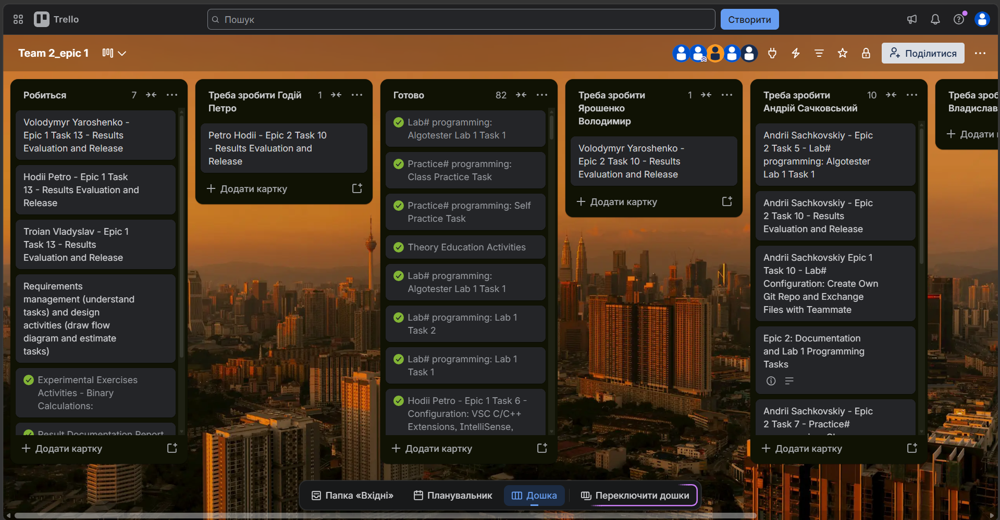 Trello
Пошук
Створити
Team 2_epic 1
Поділитися
Робиться
7
Volodymyr Yaroshenko -
Epic 1 Task 13 - Results
Evaluation and Release
Hodii Petro - Epic 1 Task
13 - Results Evaluation and
Release
Troian Vladyslav - Epic 1
Task 13 - Results
Evaluation and Release
Requirements
management (understand
tasks) and design
activities (draw flow
diagram and estimate
tasks)
Experimental Exercises
Activities - Binary
Calculations:
Result Documentation Report
Додати картку
Треба зробити Годій
Петро
1
Petro Hodii - Epic 2 Task 10
- Results Evaluation and
Release
Додати картку
Готово
82
Lab# programming:
Algotester Lab 1 Task 1
Practice# programming:
Class Practice Task
Practice# programming: Self
Practice Task
Theory Education Activities
Lab# programming:
Algotester Lab 1 Task 1
Lab# programming: Lab 1
Task 2
Lab# programming: Lab 1
Task 1
Hodii Petro - Epic 1 Task 6 -
Configuration: VSC C/C++
Extensions, IntelliSense,
Додати картку
Треба зробити
Ярошенко
Володимир
1
Volodymyr Yaroshenko -
Epic 2 Task 10 - Results
Evaluation and Release
Додати картку
Треба зробити
Андрій Сачковський
10
Andrii Sachkovskiy - Epic
2 Task 5 - Lab#
programming: Algotester
Lab 1 Task 1
Andrii Sachkovskiy - Epic
2 Task 10 - Results
Evaluation and Release
Andrii Sachkovskiy Epic 1
Task 10 - Lab#
Configuration: Create Own
Git Repo and Exchange
Files with Teammate
Epic 2: Documentation
and Lab 1 Programming
Tasks
Andrii Sachkovskiy - Epic
2 Task 7 - Practice#
Додати картку
Треба зроб
Владислав
Додати
Папка «Вхідні»
Планувальник
Дошка
Переключити дошки